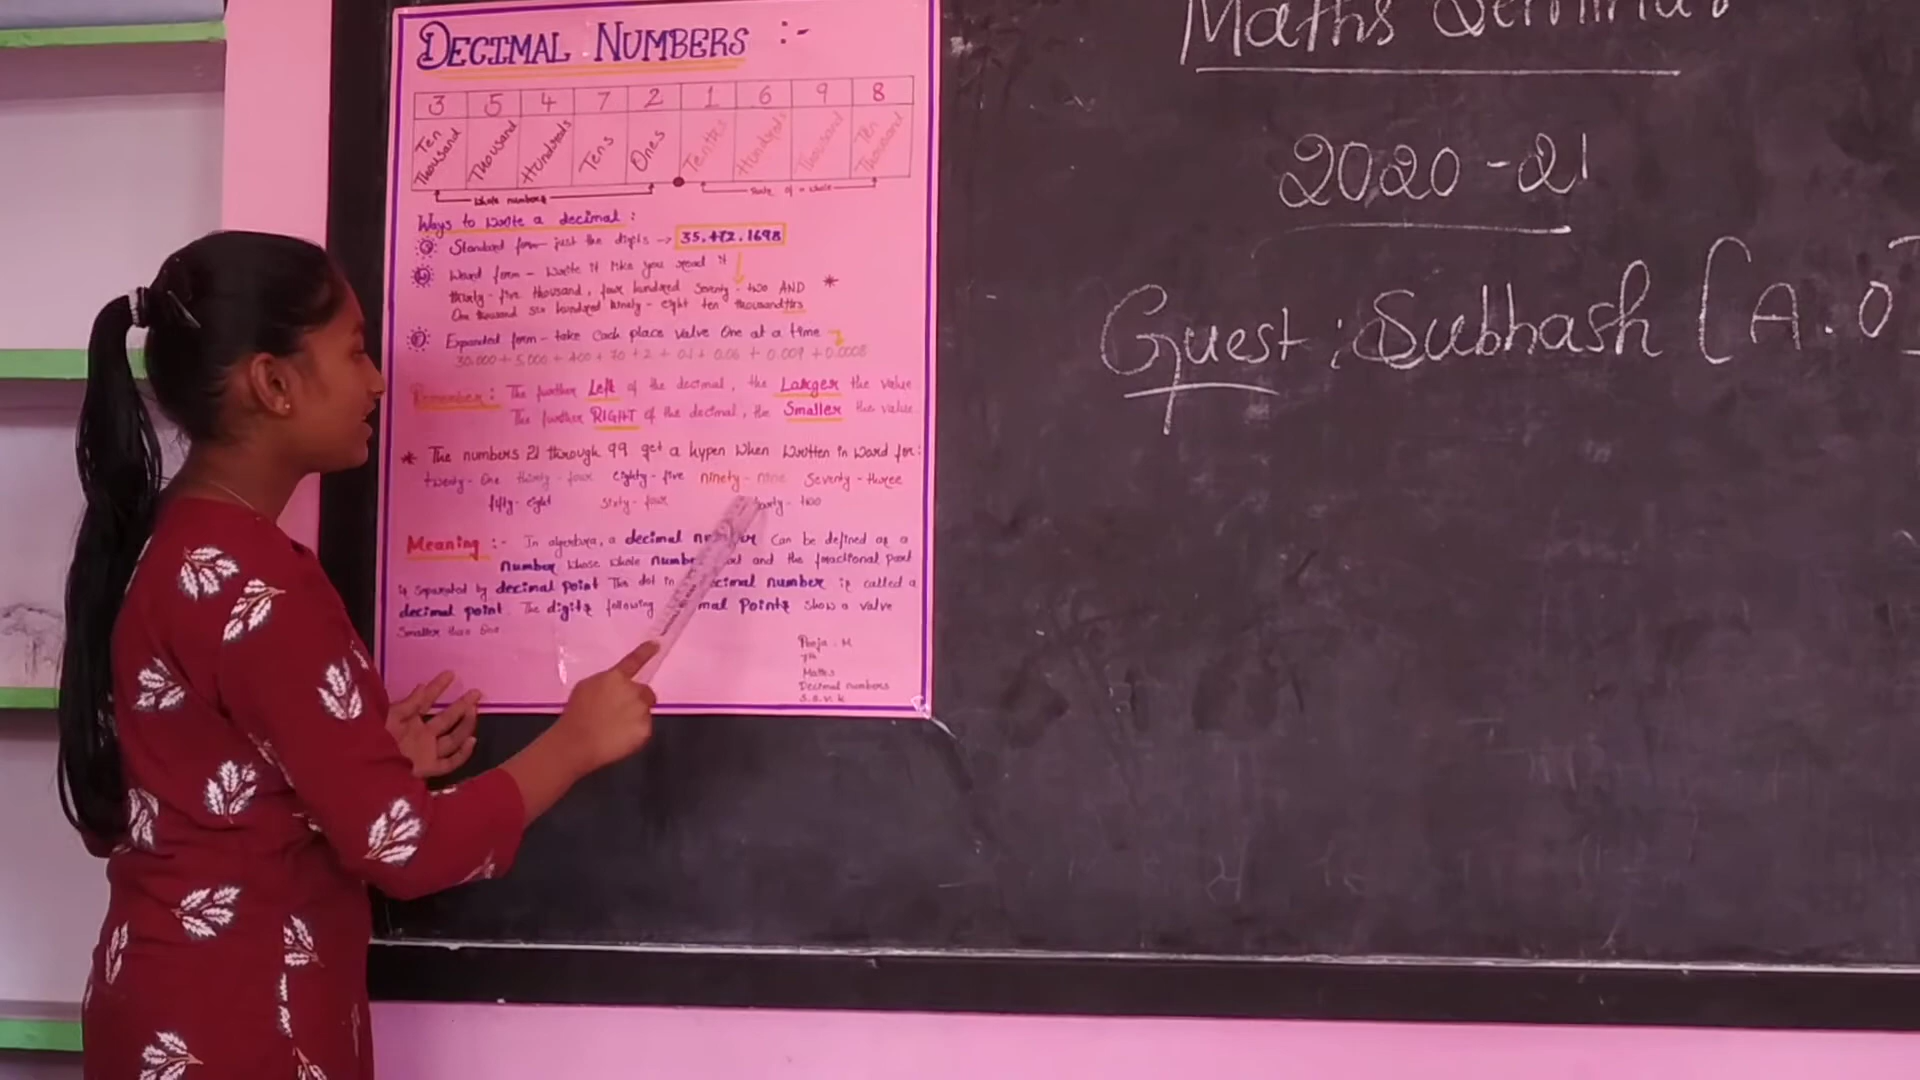 DECIMAL NUMBERS :-
3 5 4 7 2 1 6 9 8
Ten Thousand Thousand Hundreds Tens Ones Tenths Hundreds Thousand Ten Thousand
Whole numbers of a whole
Ways to write a decimal :
Standard form - just the digits → 35.472.1698
Word form - Write it like you read it
thirty - five thousand, four hundred seventy - two AND *
One thousand six hundred ninety - eight ten thousandths
Expanded form - take each place value One at a time
30.000 + 5.000 + 400 + 70 + 2 + 0.1 + 0.06 + 0.009 + 0.0008
Remember : The further Left of the decimal, the Larger the value
The further RIGHT of the decimal, the Smaller the value
* The numbers 21 through 99 get a hypen when written in word for:
twenty - One thirty - four eighty - five ninety - nine Seventy - three
fifty - eight sixty - four two
Meaning :- In algebra, a decimal number Can be defined as a
number whose whole number and the fractional part
is separated by decimal point The dot in decimal number is called a
decimal point. The digits following mal Points show a value
Smaller than One
Pooja . M
7th
Maths
Decimal numbers
S.S.V.K
Maths Seminar
2020 - 21
Guest : Subhash [A.O]